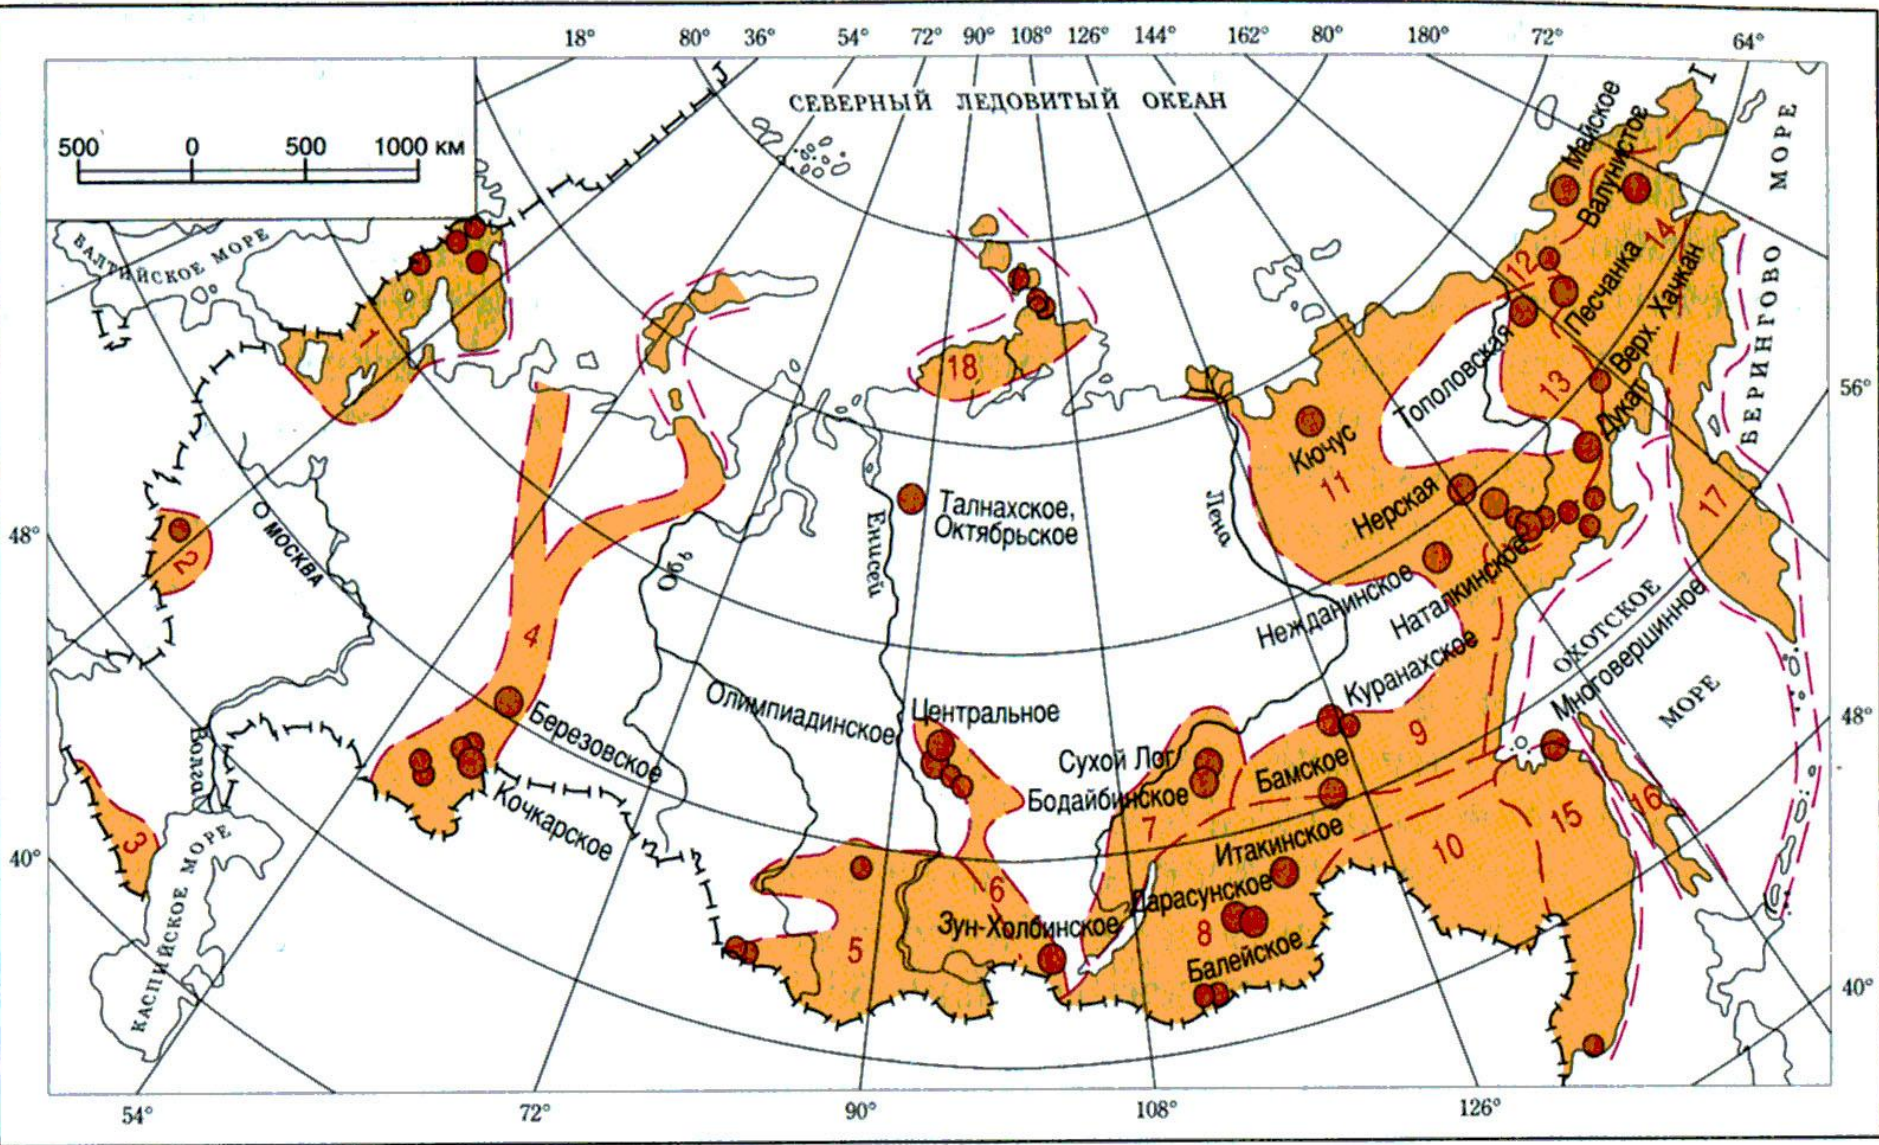 18° 80° 36° 54° 72° 90° 108° 126° 144° 162° 80° 180° 72° 64°
СЕВЕРНЫЙ ЛЕДОВИТЫЙ ОКЕАН
500 0 500 1000 км
БАЛТИЙСКОЕ МОРЕ
БЕРИНГОВО МОРЕ
Майское
Валунистое
14
12
Песчанка
Верх. Хачкан
Тополовская
13
Дукат
1
18
56°
Кючус
11
Нерская
17
48°
2
МОСКВА
Талнахское,
Октябрьское
Обь
Енисей
Лена
Нежданинское
Наталкинское
ОХОТСКОЕ МОРЕ
Многовершинное
4
Куранахское
Березовское
Олимпиадинское
Центральное
9
48°
Волга
Сухой Лог
Бодайбинское
Бамское
Кочкарское
7
Итакинское
10
15
16
40°
3
КАСПИЙСКОЕ МОРЕ
6
Дарасунское
Зун-Холбинское
5
8
Балейское
40°
54° 72° 90° 108° 126°